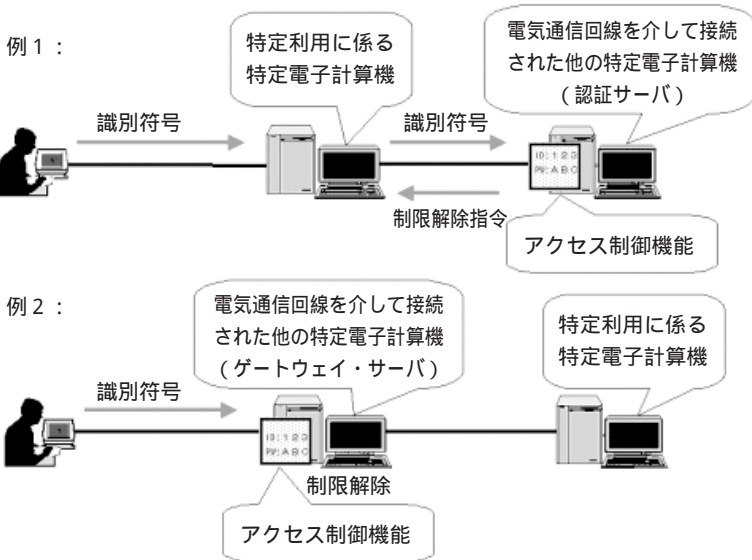 例1：
特定利用に係る
特定電子計算機
電気通信回線を介して接続
された他の特定電子計算機
（認証サーバ）
識別符号
識別符号
ID:123
PW:ABC
制限解除指令
アクセス制御機能
例2：
電気通信回線を介して接続
された他の特定電子計算機
（ゲートウェイ・サーバ）
特定利用に係る
特定電子計算機
識別符号
ID:123
PW:ABC
制限解除
アクセス制御機能